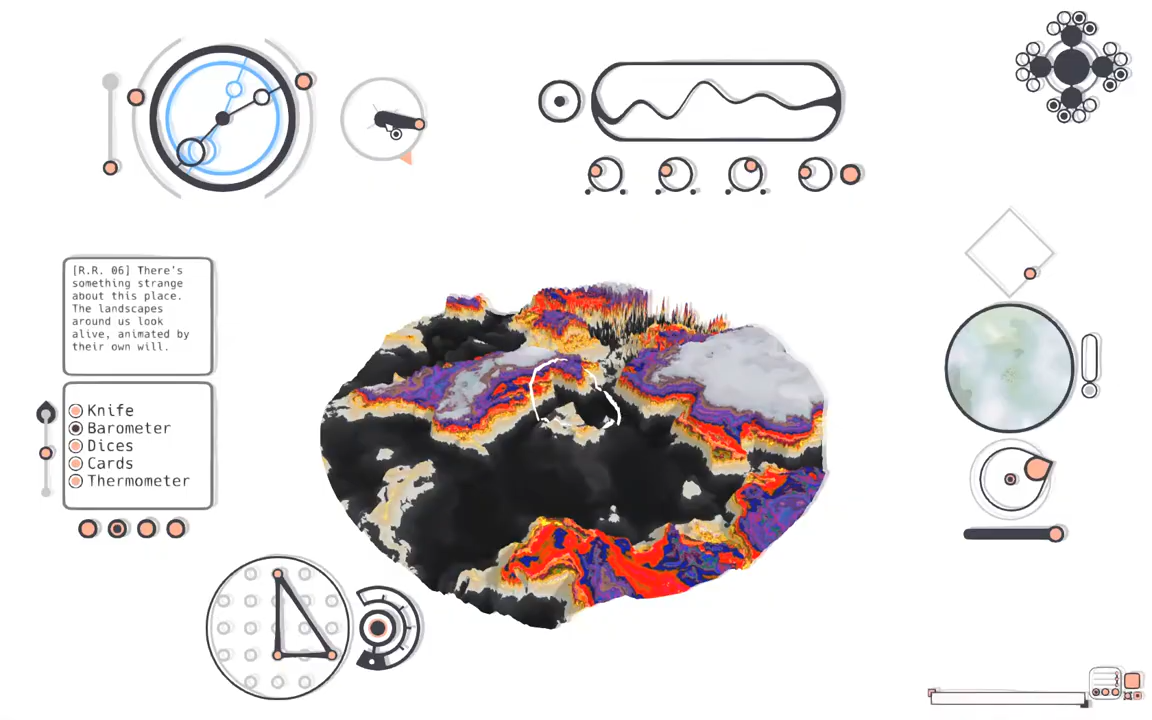 [R.R. 06] There's
something strange
about this place.
The landscapes
around us look
alive, animated by
their own will.
Knife
Barometer
Dices
Cards
Thermometer